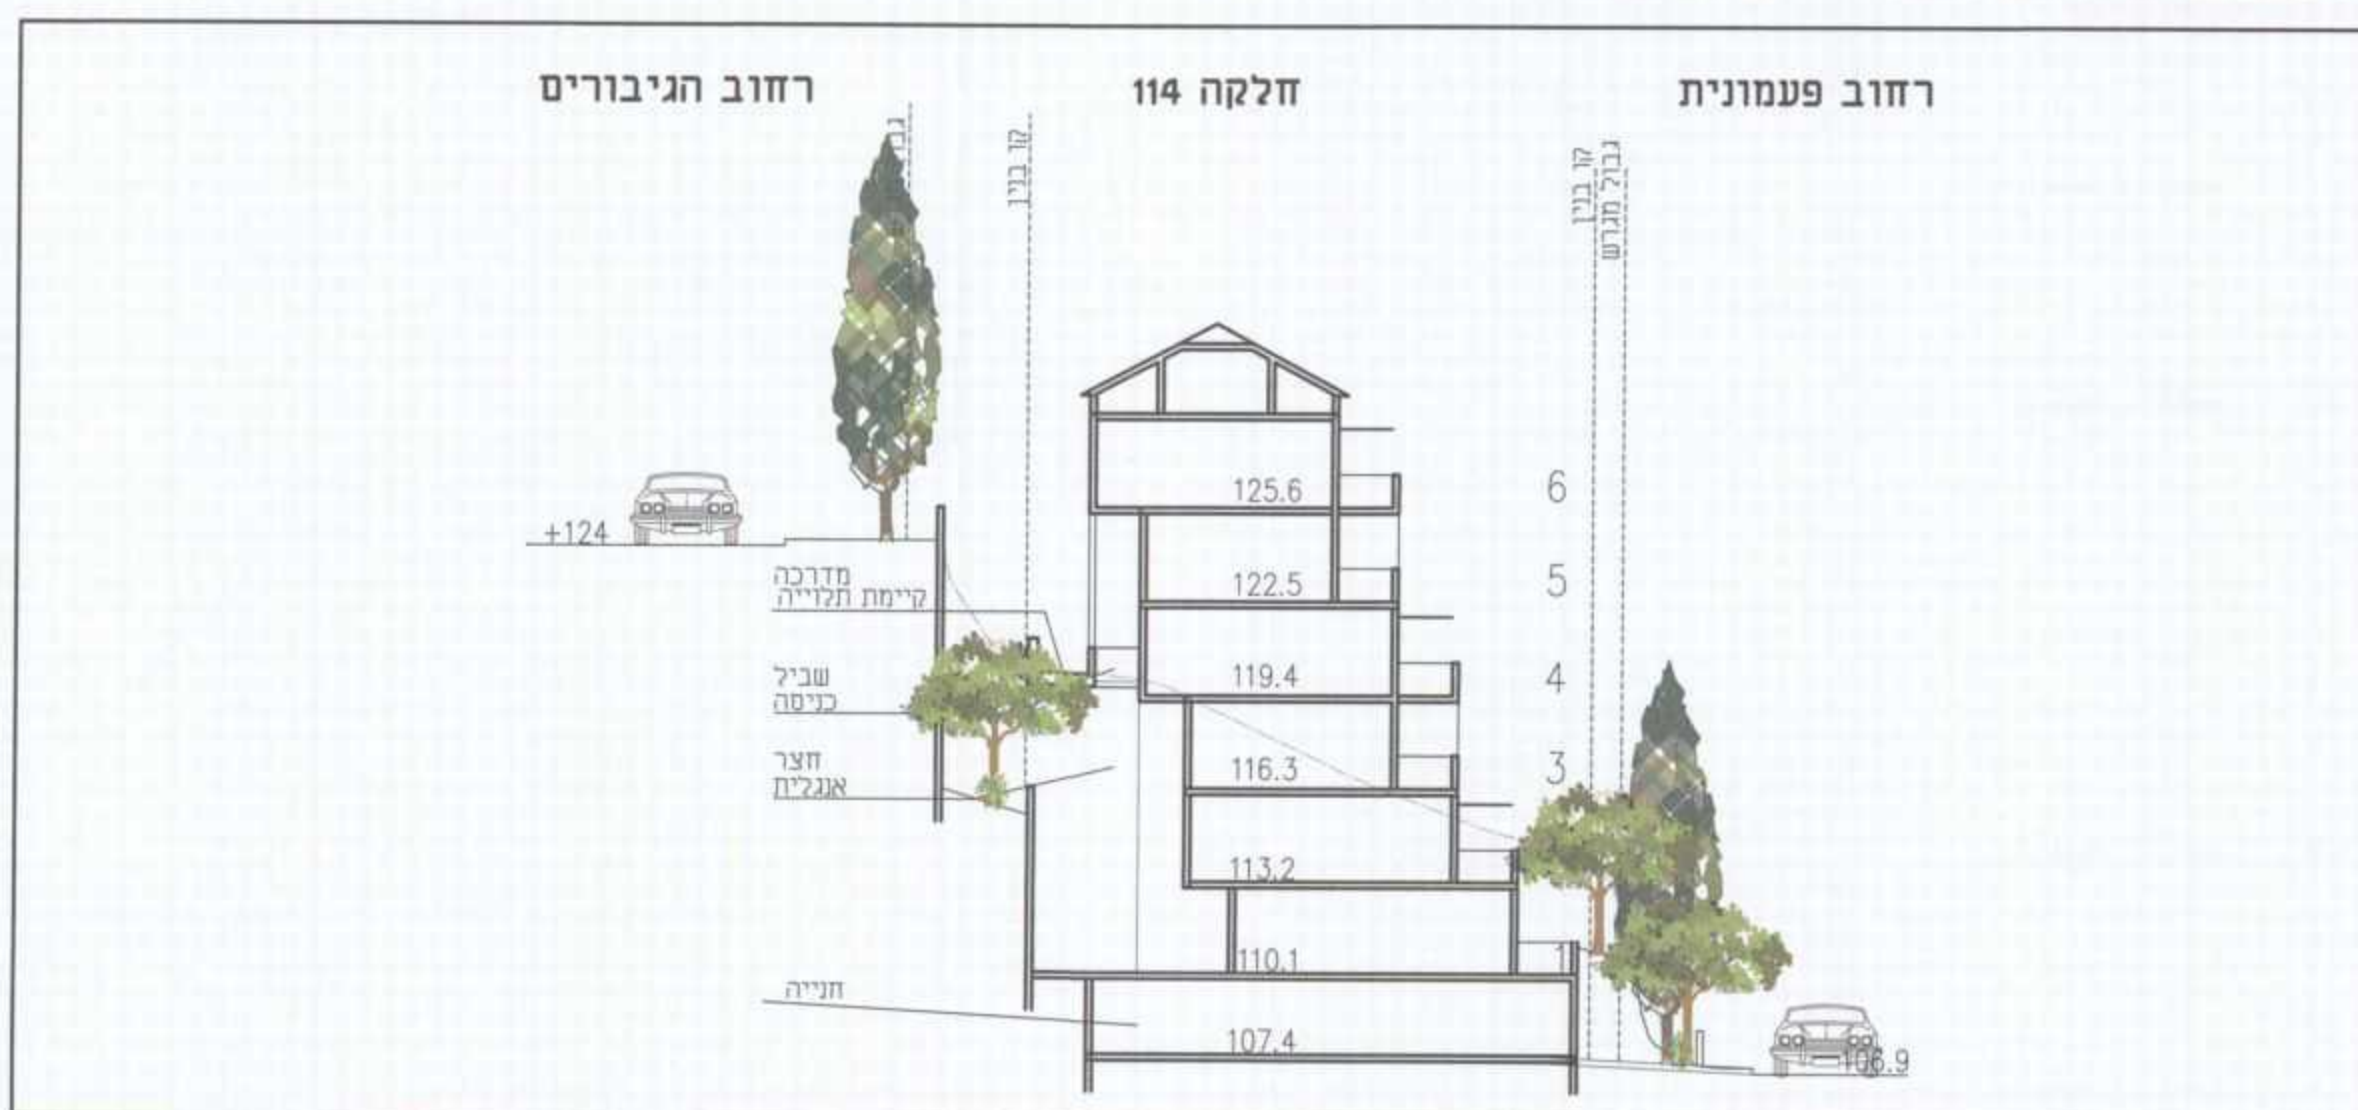 רחוב פעמונית
חלקה 114
רחוב הגיבורים
גבול מגרש
קו בנין
קו בנין
125.6
6
+124
122.5
5
מדרכה
קיימת תלוייה
119.4
4
שביל
כניסה
116.3
3
חצר
אנגלית
113.2
110.1
1
חנייה
107.4
106.9